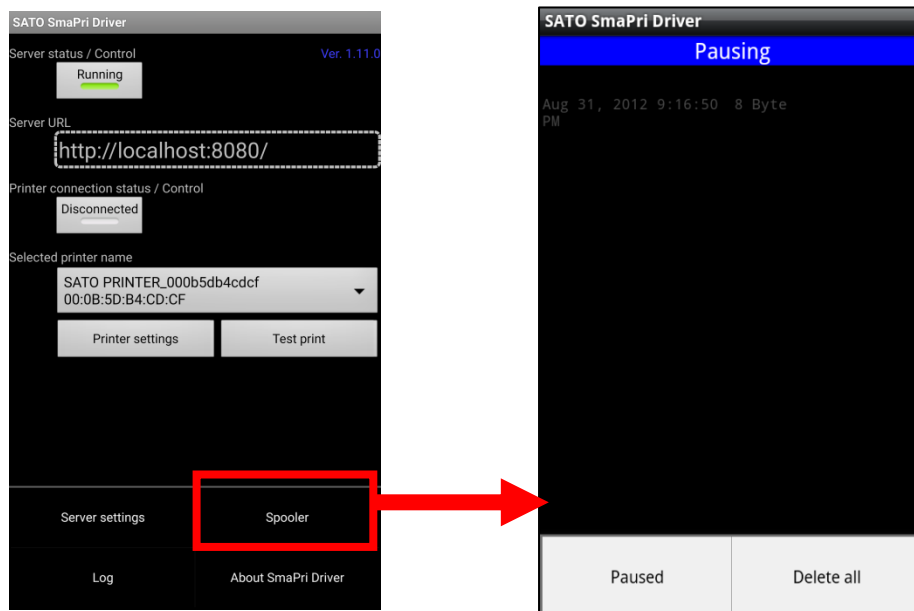 SATO SmaPri Driver
Server status / Control Ver. 1.11.0
Running
Server URL
http://localhost:8080/
Printer connection status / Control
Disconnected
Selected printer name
SATO PRINTER_000b5db4cdcf
00:0B:5D:B4:CD:CF
Printer settings Test print
Server settings Spooler
Log About SmaPri Driver
SATO SmaPri Driver
Pausing
Aug 31, 2012 9:16:50 8 Byte
PM
Paused Delete all